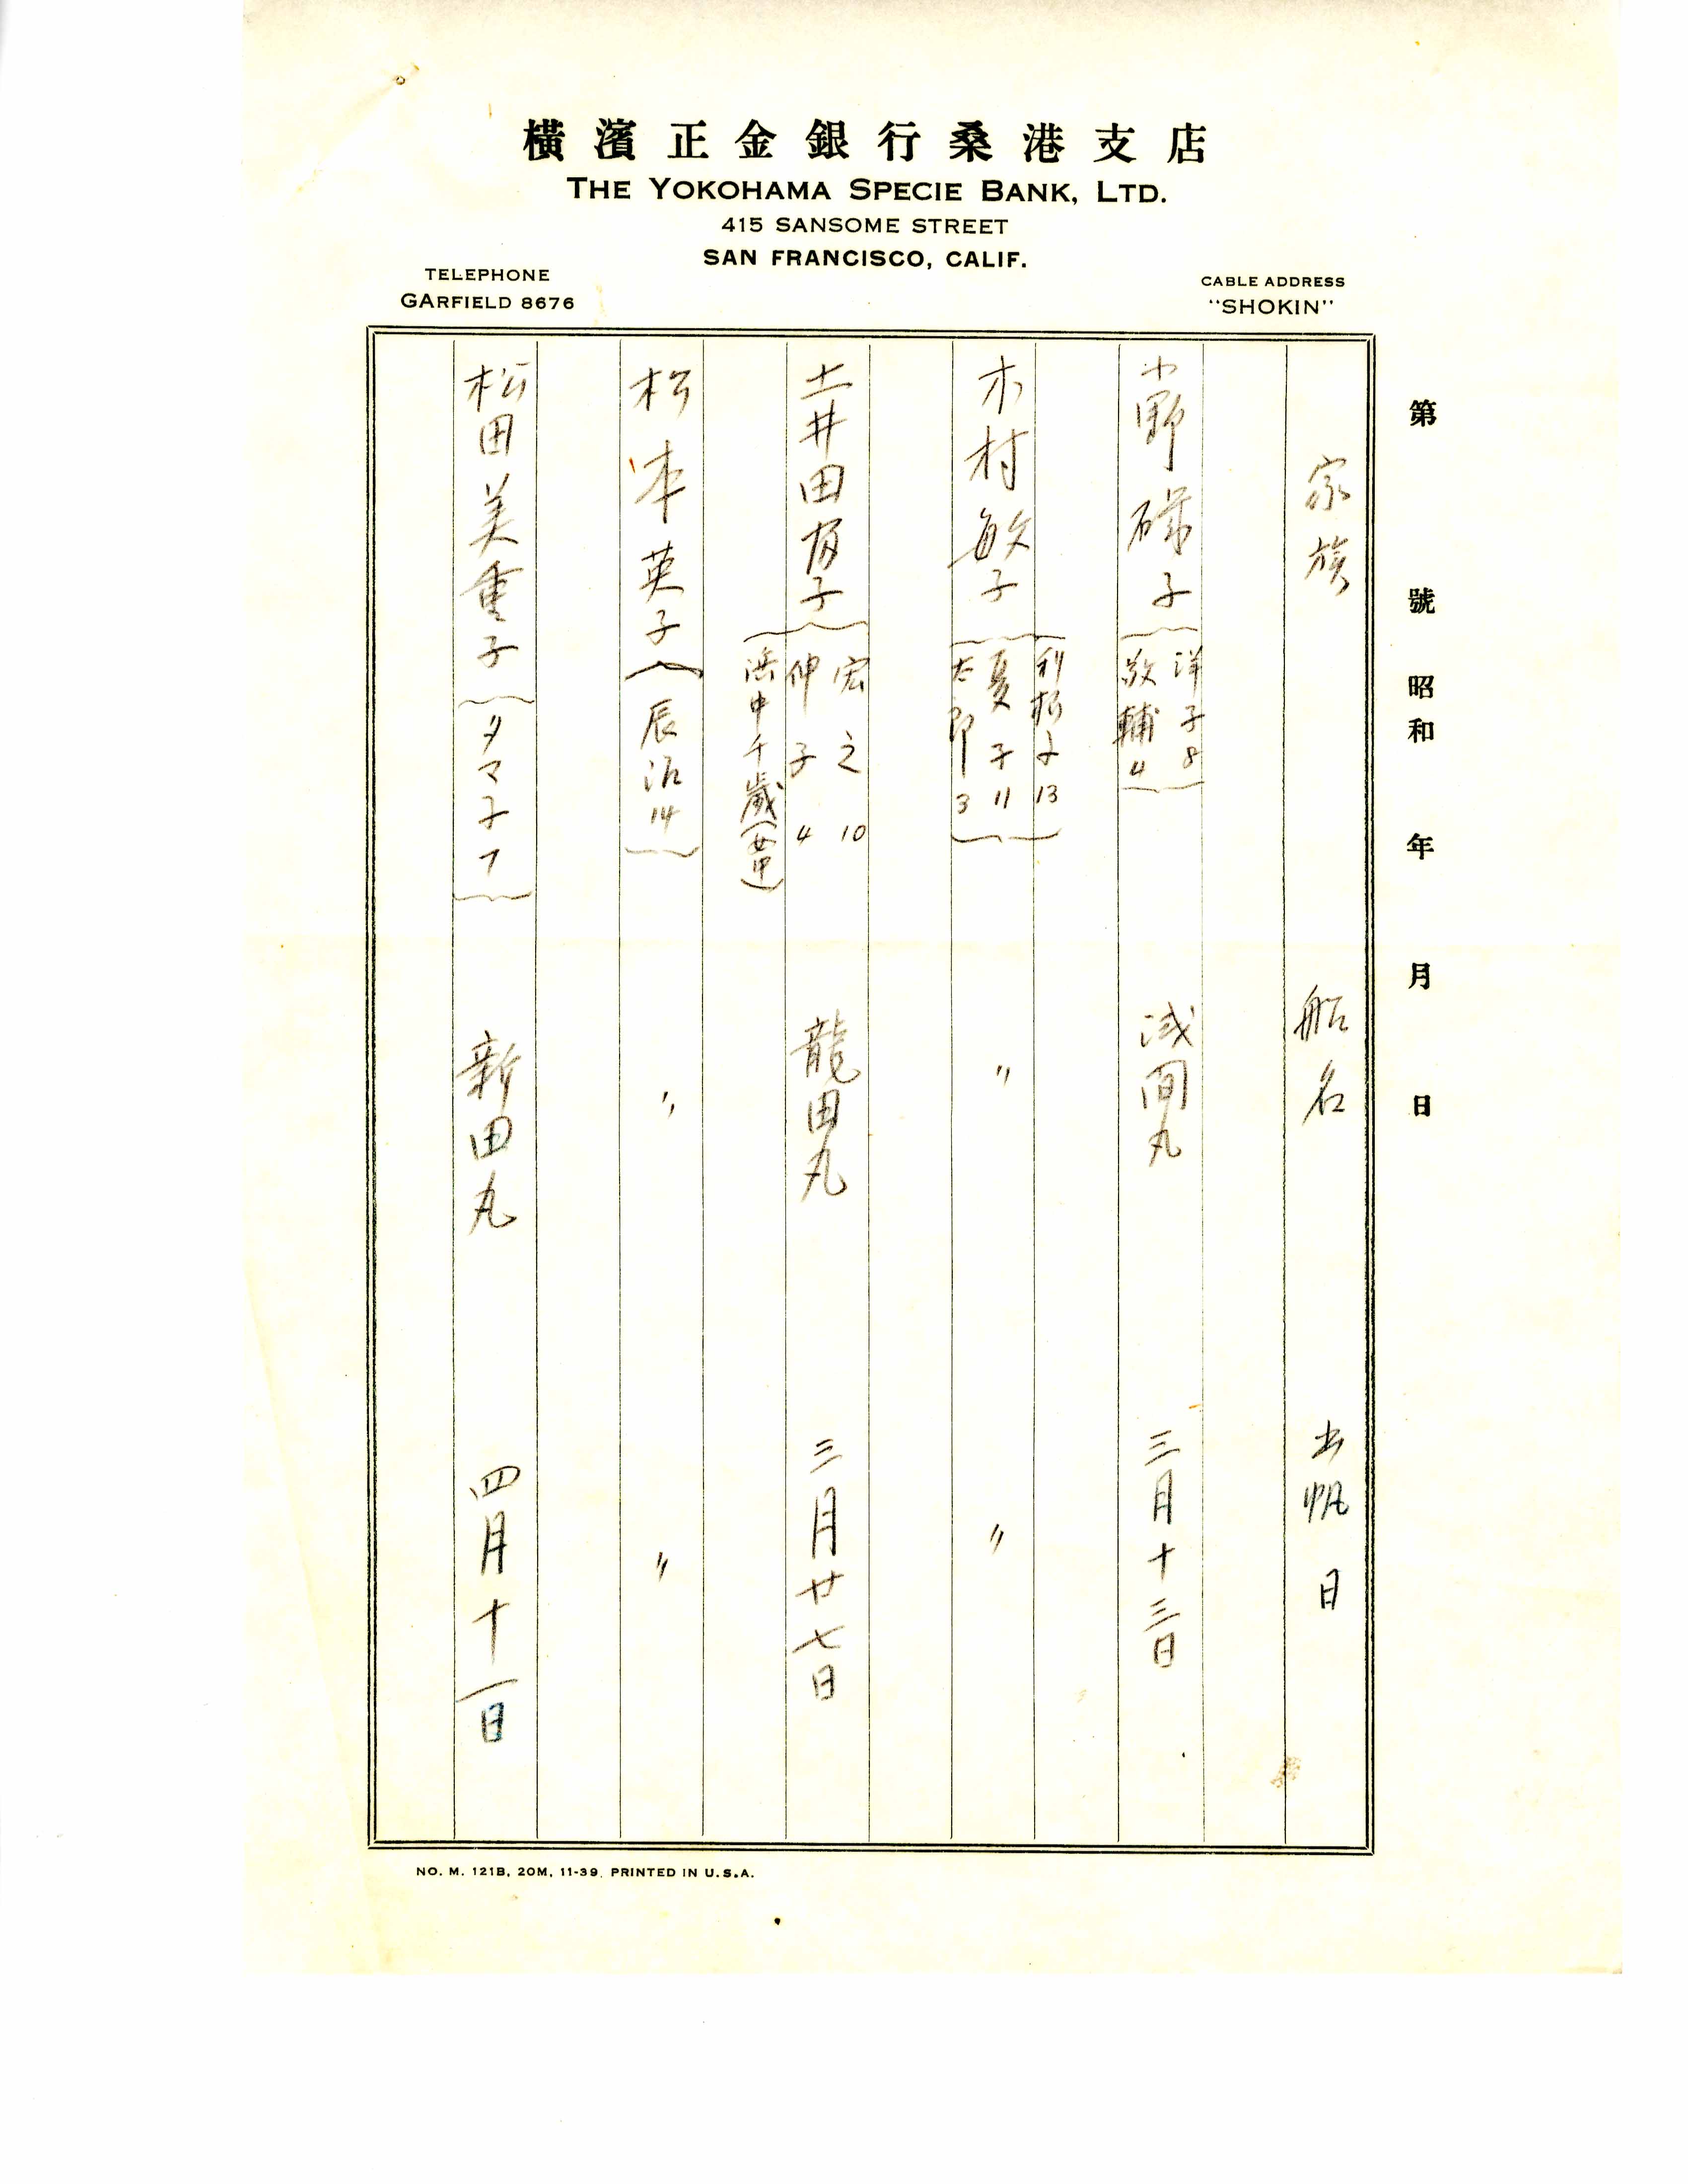 橫濱正金銀行桑港支店
THE YOKOHAMA SPECIE BANK, LTD.
415 SANSOME STREET
SAN FRANCISCO, CALIF.
TELEPHONE
GARFIELD 8676
CABLE ADDRESS
"SHOKIN"
第 號 昭和 年 月 日
家族 船名 出帆日
小野 子 淺間丸 三月十三日
洋子 8
敬輔 4
木村敏子 〃 〃
子 13
夏子 11
太郎 3
土井田 子 龍田丸 三月廿七日
宏之 10
伸子 4
浜中千歳(女中)
松本英子 〃 〃
辰治 14
松田美重子 新田丸 四月十一日
タマ子 7
NO. M. 121B, 20M, 11-39, PRINTED IN U.S.A.